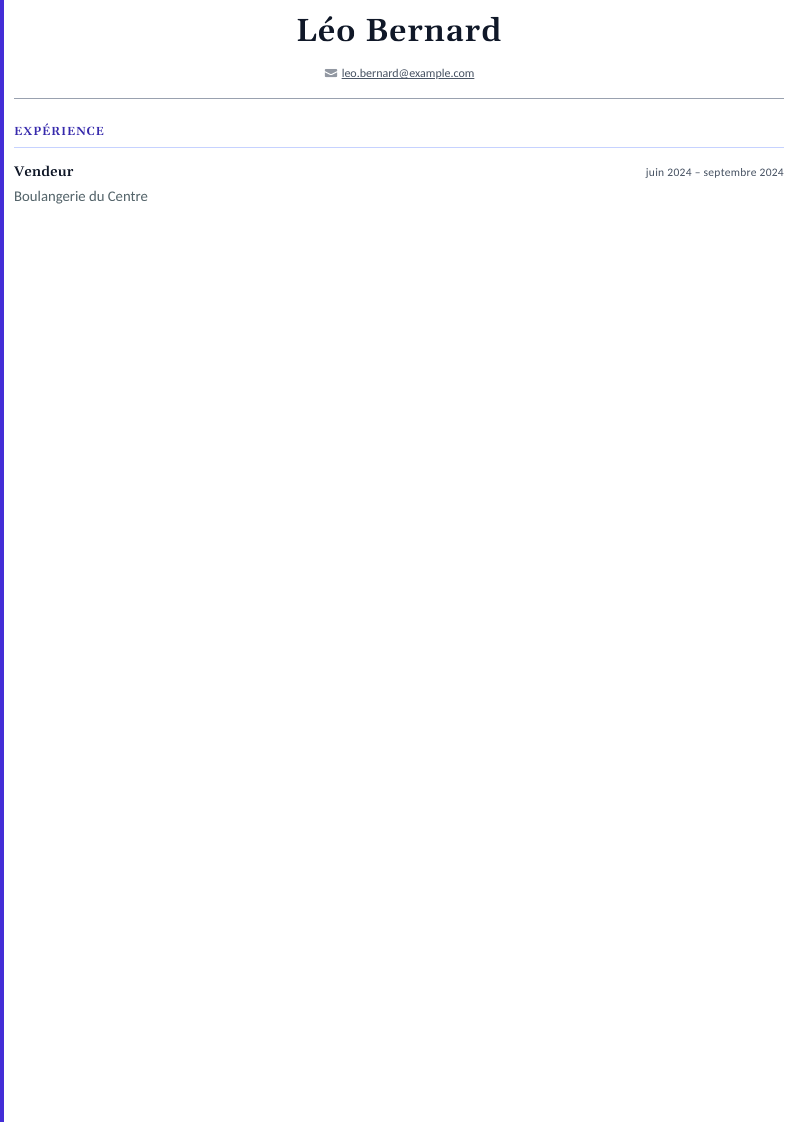 Léo Bernard
leo.bernard@example.com
EXPÉRIENCE
Vendeur juin 2024 – septembre 2024
Boulangerie du Centre